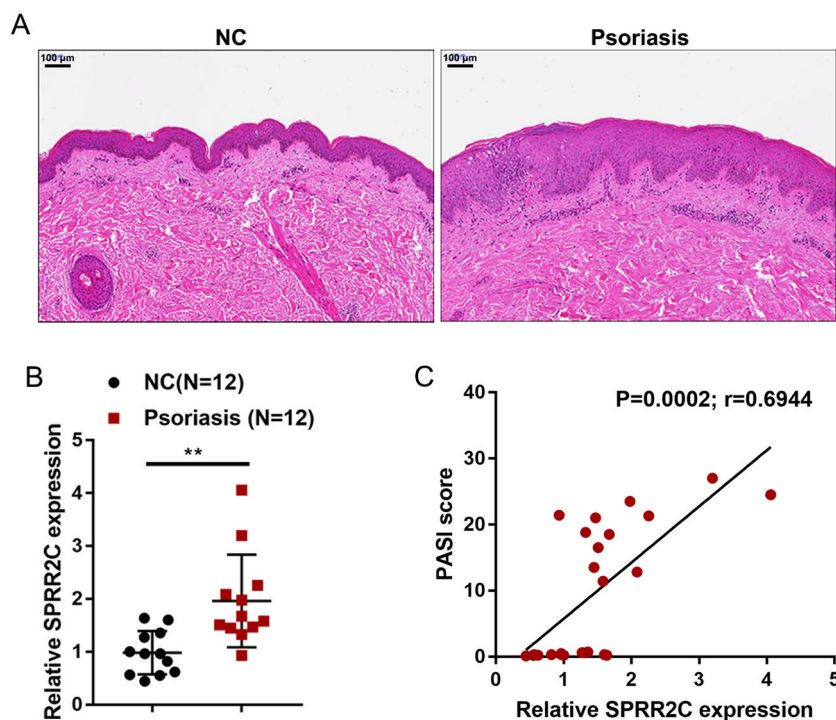 A
NC
Psoriasis
100 μm
100 μm
B
NC(N=12)
Psoriasis (N=12)
**
5
4
3
2
1
0
Relative SPRR2C expression
C
P=0.0002; r=0.6944
40
30
20
10
0
PASI score
0 1 2 3 4 5
Relative SPRR2C expression